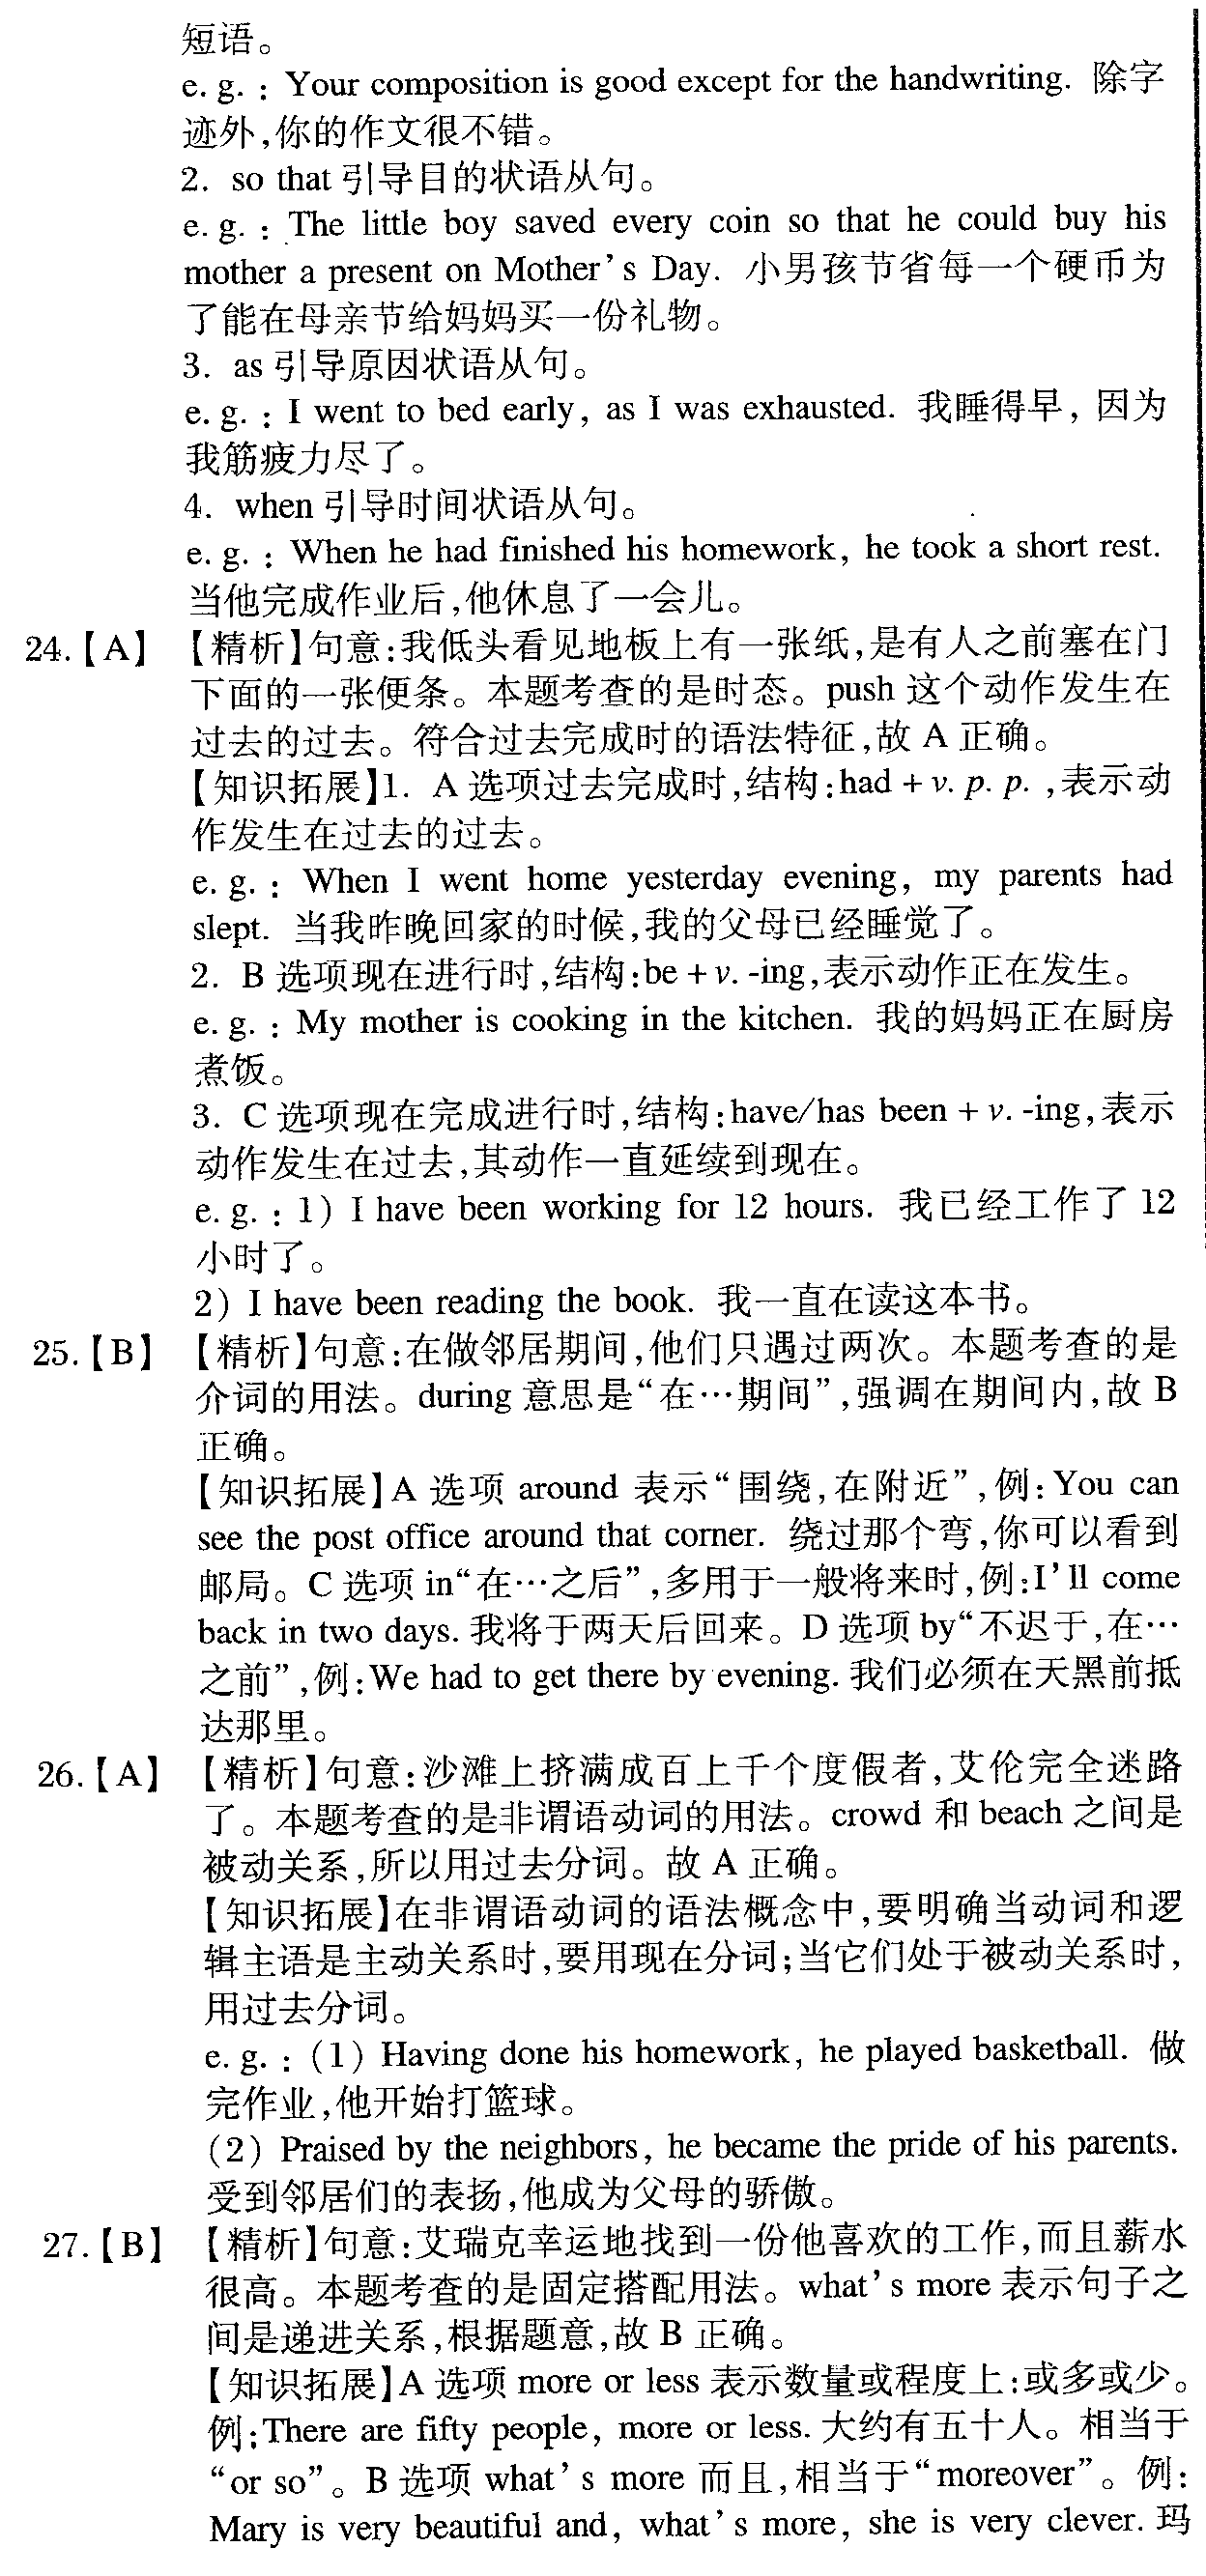 短语。
e. g. : Your composition is good except for the handwriting. 除字
迹外,你的作文很不错。
2. so that 引导目的状语从句。
e. g. : The little boy saved every coin so that he could buy his
mother a present on Mother's Day. 小男孩节省每一个硬币为
了能在母亲节给妈妈买一份礼物。
3. as 引导原因状语从句。
e. g. : I went to bed early, as I was exhausted. 我睡得早, 因为
我筋疲力尽了。
4. when 引导时间状语从句。
e. g. : When he had finished his homework, he took a short rest.
当他完成作业后,他休息了一会儿。
24.【A】 【精析】句意:我低头看见地板上有一张纸,是有人之前塞在门
下面的一张便条。本题考查的是时态。push 这个动作发生在
过去的过去。符合过去完成时的语法特征,故 A 正确。
【知识拓展】1. A 选项过去完成时,结构:had + v. p. p. ,表示动
作发生在过去的过去。
e. g. : When I went home yesterday evening, my parents had
slept. 当我昨晚回家的时候,我的父母已经睡觉了。
2. B 选项现在进行时,结构:be + v. -ing,表示动作正在发生。
e. g. : My mother is cooking in the kitchen. 我的妈妈正在厨房
煮饭。
3. C 选项现在完成进行时,结构:have/has been + v. -ing,表示
动作发生在过去,其动作一直延续到现在。
e. g. : 1) I have been working for 12 hours. 我已经工作了 12
小时了。
2) I have been reading the book. 我一直在读这本书。
25.【B】 【精析】句意:在做邻居期间,他们只遇过两次。本题考查的是
介词的用法。during 意思是“在…期间”,强调在期间内,故 B
正确。
【知识拓展】A 选项 around 表示“围绕,在附近”,例:You can
see the post office around that corner. 绕过那个弯,你可以看到
邮局。C 选项 in“在…之后”,多用于一般将来时,例:I'll come
back in two days. 我将于两天后回来。D 选项 by“不迟于,在…
之前”,例:We had to get there by evening. 我们必须在天黑前抵
达那里。
26.【A】 【精析】句意:沙滩上挤满成百上千个度假者,艾伦完全迷路
了。本题考查的是非谓语动词的用法。crowd 和 beach 之间是
被动关系,所以用过去分词。故 A 正确。
【知识拓展】在非谓语动词的语法概念中,要明确当动词和逻
辑主语是主动关系时,要用现在分词;当它们处于被动关系时,
用过去分词。
e. g. : (1) Having done his homework, he played basketball. 做
完作业,他开始打篮球。
(2) Praised by the neighbors, he became the pride of his parents.
受到邻居们的表扬,他成为父母的骄傲。
27.【B】 【精析】句意:艾瑞克幸运地找到一份他喜欢的工作,而且薪水
很高。本题考查的是固定搭配用法。what's more 表示句子之
间是递进关系,根据题意,故 B 正确。
【知识拓展】A 选项 more or less 表示数量或程度上:或多或少。
例:There are fifty people, more or less. 大约有五十人。相当于
“or so”。B 选项 what's more 而且,相当于“moreover”。例:
Mary is very beautiful and, what's more, she is very clever. 玛